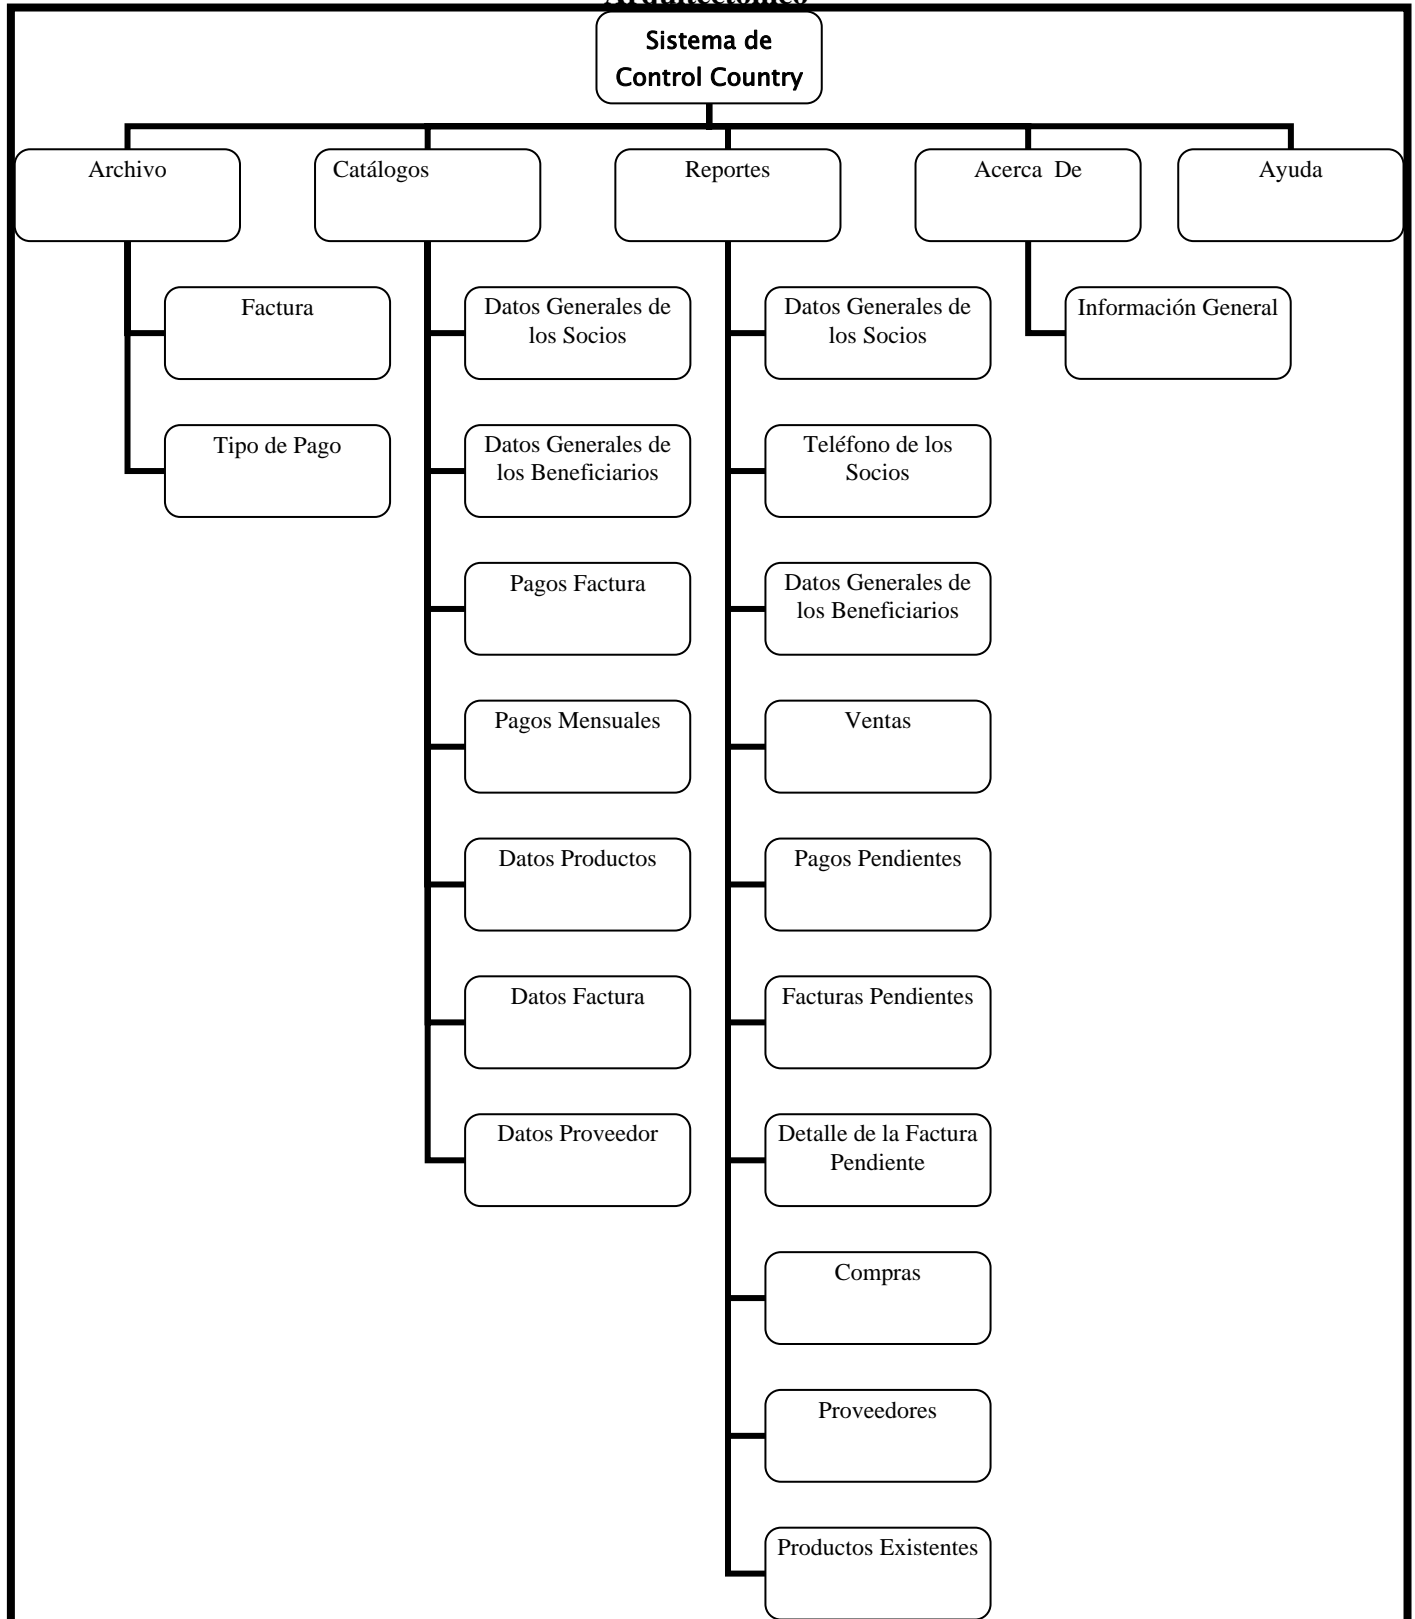 Arquitectónico
Sistema de
Control Country
Archivo
Catálogos
Reportes
Acerca De
Ayuda
Factura
Tipo de Pago
Datos Generales de
los Socios
Datos Generales de
los Beneficiarios
Pagos Factura
Pagos Mensuales
Datos Productos
Datos Factura
Datos Proveedor
Datos Generales de
los Socios
Teléfono de los
Socios
Datos Generales de
los Beneficiarios
Ventas
Pagos Pendientes
Facturas Pendientes
Detalle de la Factura
Pendiente
Compras
Proveedores
Productos Existentes
Información General